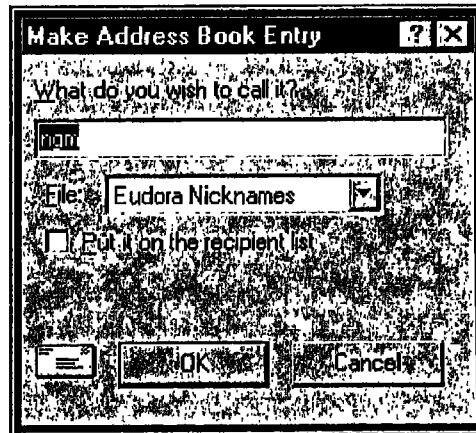 Make Address Book Entry
What do you wish to call it?
File: Eudora Nicknames
Put it on the recipient list
OK Cancel